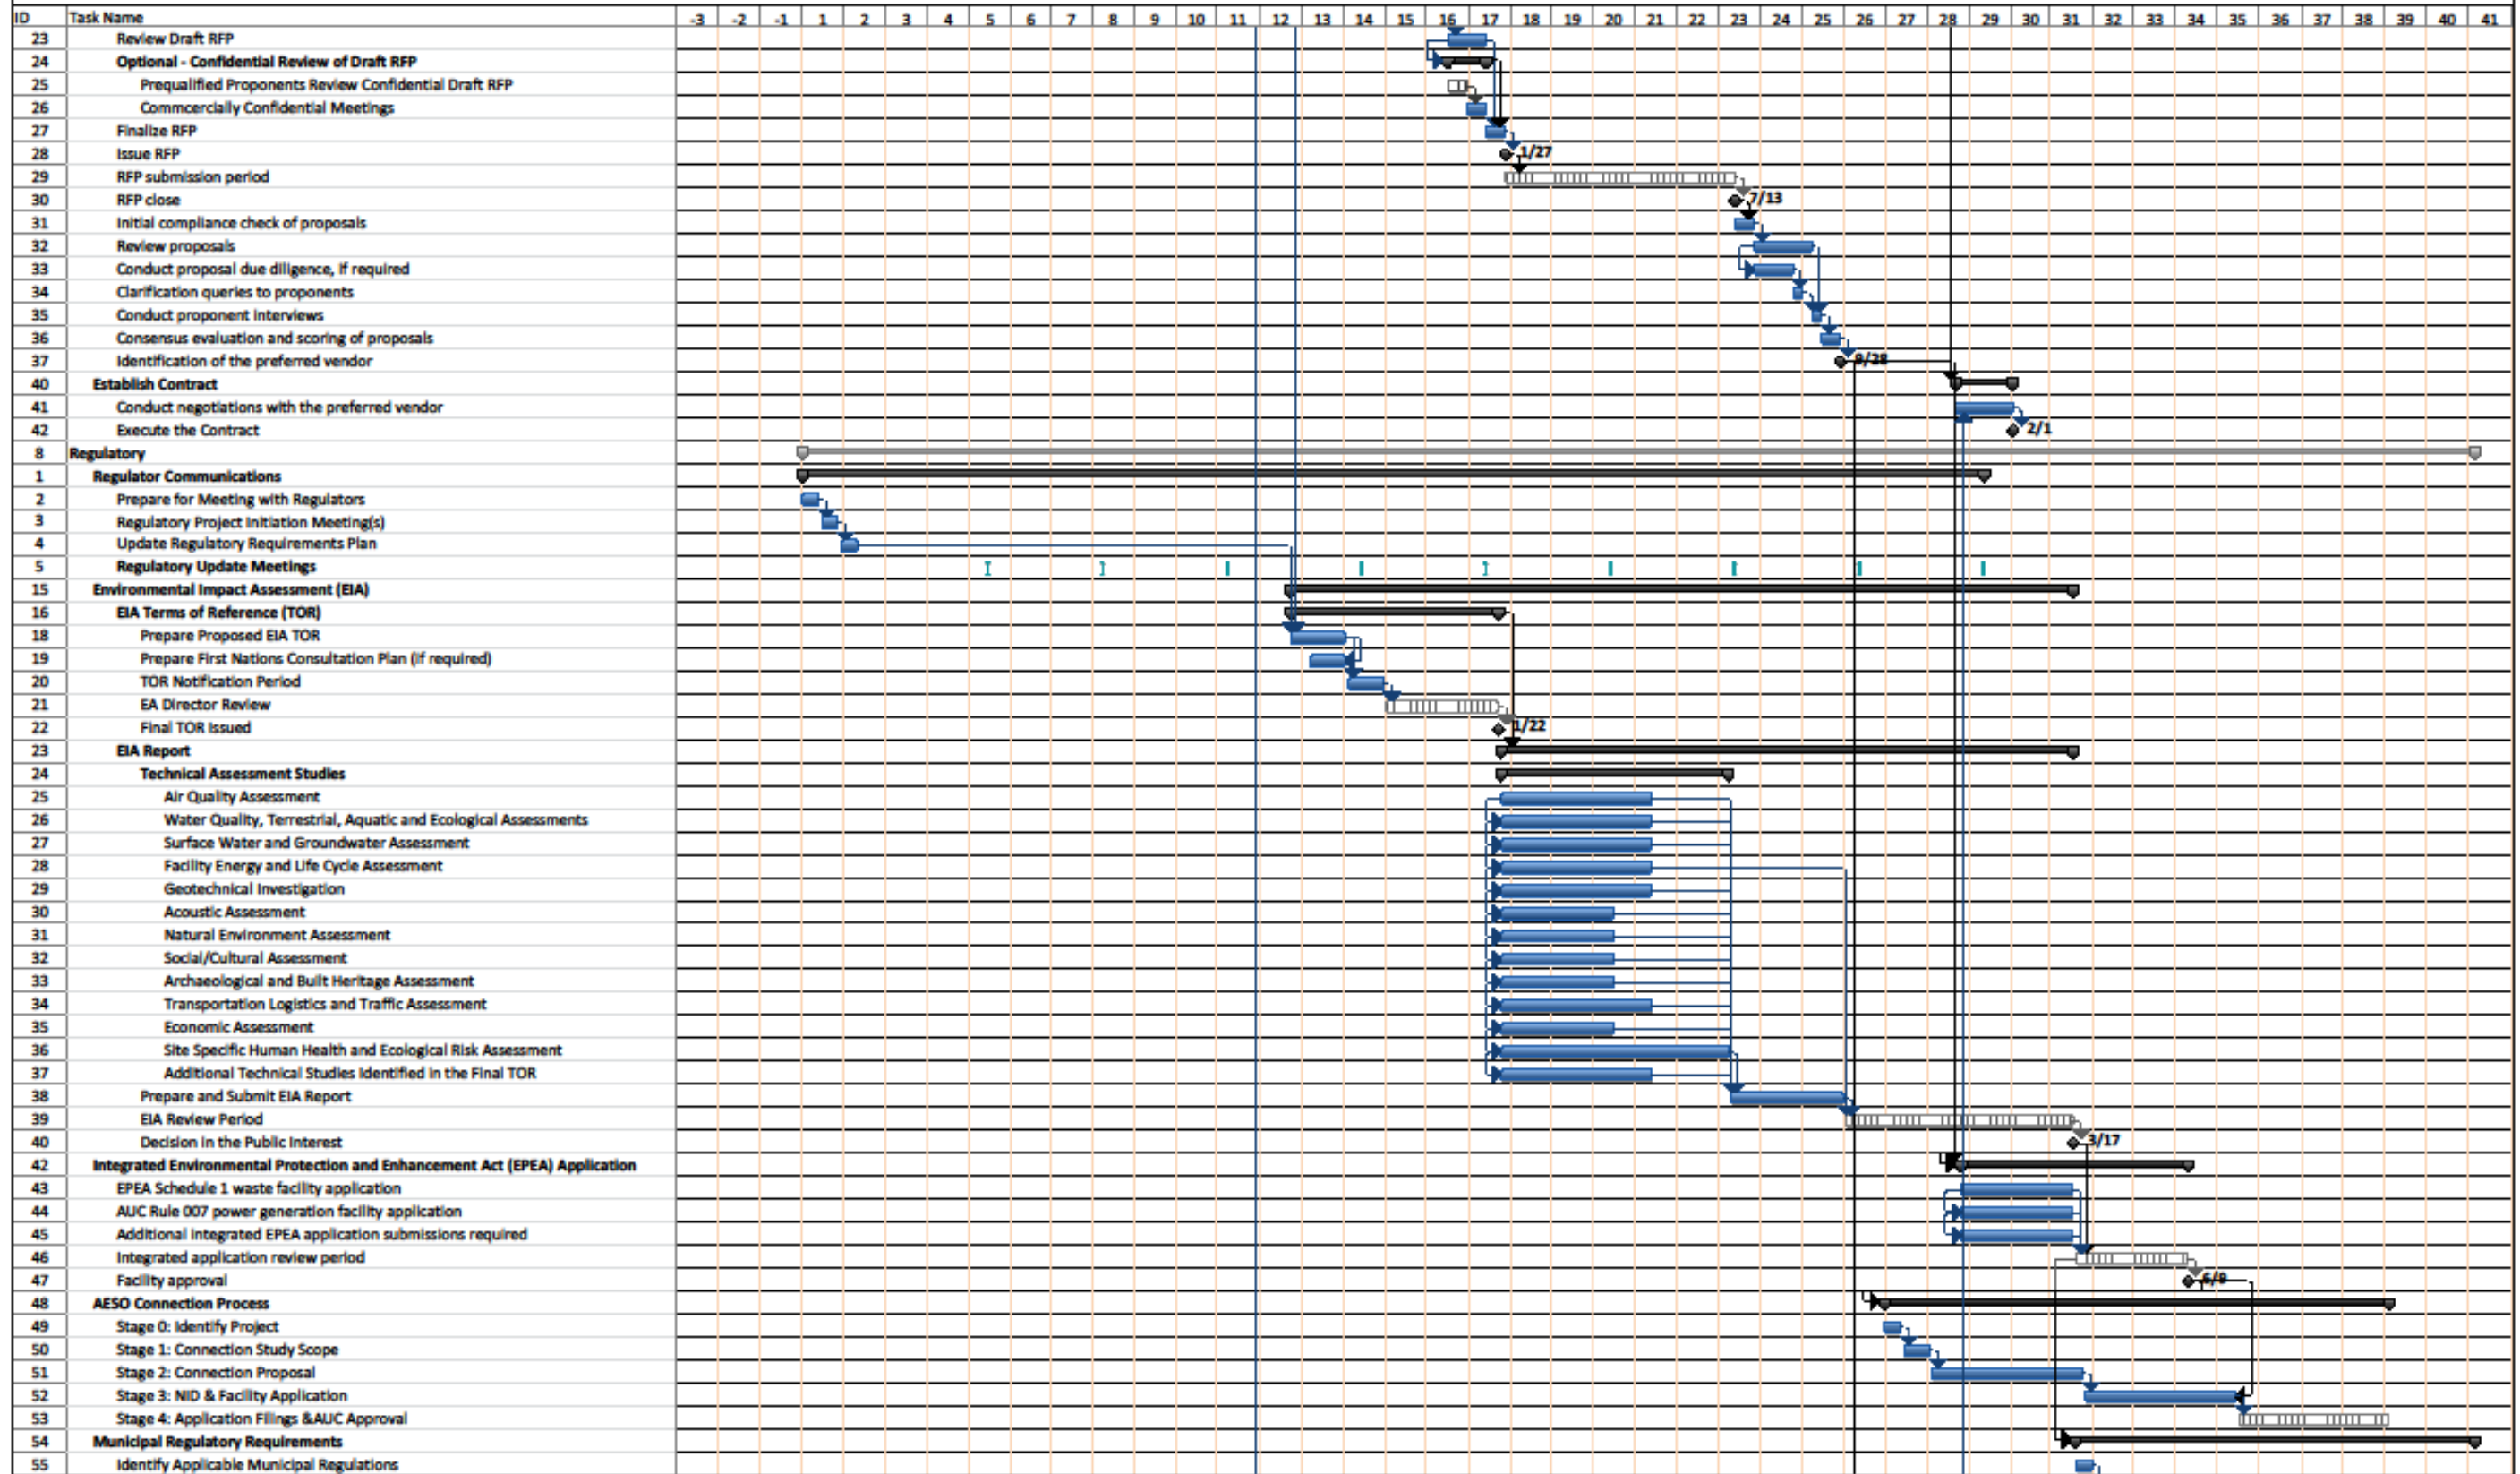 ID Task Name -3 -2 -1 1 2 3 4 5 6 7 8 9 10 11 12 13 14 15 16 17 18 19 20 21 22 23 24 25 26 27 28 29 30 31 32 33 34 35 36 37 38 39 40 41
23 Review Draft RFP
24 Optional - Confidential Review of Draft RFP
25 Prequalified Proponents Review Confidential Draft RFP
26 Commcercially Confidential Meetings
27 Finalize RFP
28 Issue RFP 1/27
29 RFP submission period
30 RFP close 7/13
31 Initial compliance check of proposals
32 Review proposals
33 Conduct proposal due diligence, if required
34 Clarification queries to proponents
35 Conduct proponent interviews
36 Consensus evaluation and scoring of proposals
37 Identification of the preferred vendor 9/28
40 Establish Contract
41 Conduct negotiations with the preferred vendor
42 Execute the Contract 2/1
8 Regulatory
1 Regulator Communications
2 Prepare for Meeting with Regulators
3 Regulatory Project Initiation Meeting(s)
4 Update Regulatory Requirements Plan
5 Regulatory Update Meetings
15 Environmental Impact Assessment (EIA)
16 EIA Terms of Reference (TOR)
18 Prepare Proposed EIA TOR
19 Prepare First Nations Consultation Plan (if required)
20 TOR Notification Period
21 EA Director Review
22 Final TOR Issued 1/22
23 EIA Report
24 Technical Assessment Studies
25 Air Quality Assessment
26 Water Quality, Terrestrial, Aquatic and Ecological Assessments
27 Surface Water and Groundwater Assessment
28 Facility Energy and Life Cycle Assessment
29 Geotechnical Investigation
30 Acoustic Assessment
31 Natural Environment Assessment
32 Social/Cultural Assessment
33 Archaeological and Built Heritage Assessment
34 Transportation Logistics and Traffic Assessment
35 Economic Assessment
36 Site Specific Human Health and Ecological Risk Assessment
37 Additional Technical Studies Identified in the Final TOR
38 Prepare and Submit EIA Report
39 EIA Review Period
40 Decision in the Public Interest 3/17
42 Integrated Environmental Protection and Enhancement Act (EPEA) Application
43 EPEA Schedule 1 waste facility application
44 AUC Rule 007 power generation facility application
45 Additional integrated EPEA application submissions required
46 Integrated application review period
47 Facility approval 6/9
48 AESO Connection Process
49 Stage 0: Identify Project
50 Stage 1: Connection Study Scope
51 Stage 2: Connection Proposal
52 Stage 3: NID & Facility Application
53 Stage 4: Application Filings &AUC Approval
54 Municipal Regulatory Requirements
55 Identify Applicable Municipal Regulations